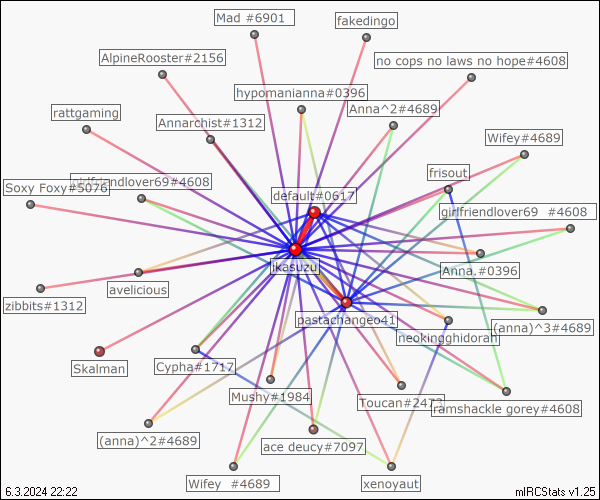 Mad #6901
fakedingo
AlpineRooster#2156
no cops no laws no hope#4608
hypomanianna#0396
rattgaming
Annarchist#1312
Anna^2#4689
Wifey#4689
frisout
Soxy Foxy#5076
girlfriendlover69#4608
default#0617
girlfriendlover69 #4608
ikasuzu
Anna,#0396
avelicious
zibbits#1312
pastachange041
(anna)^3#4689
neokingghidorah
Skalman
Cypha#1717
Mushy#1984
Toucan#2473
ramshackle gorey#4608
(anna)^2#4689
ace deucy#7097
Wifey #4689
xenoyaut
6.3.2024 22:22
mIRCStats v1.25